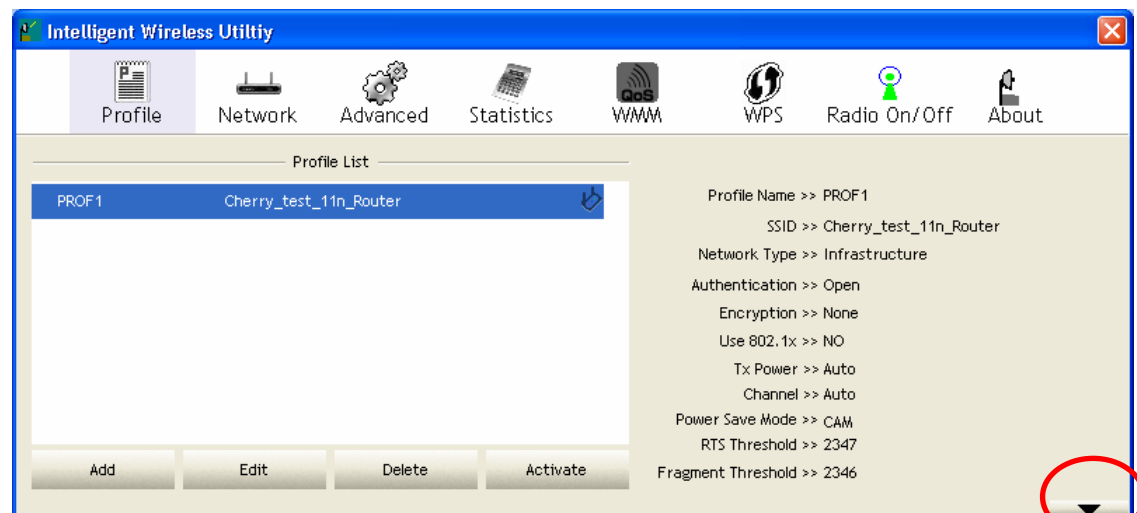 Intelligent Wireless Utiltiy
Profile Network Advanced Statistics QoS WMM WPS Radio On/Off About
Profile List
PROF1 Cherry_test_11n_Router
Profile Name >> PROF1
SSID >> Cherry_test_11n_Router
Network Type >> Infrastructure
Authentication >> Open
Encryption >> None
Use 802.1x >> NO
Tx Power >> Auto
Channel >> Auto
Power Save Mode >> CAM
RTS Threshold >> 2347
Fragment Threshold >> 2346
Add Edit Delete Activate